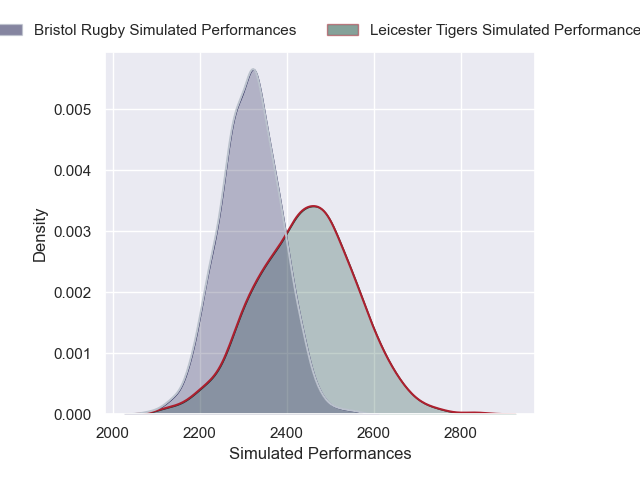 Bristol Rugby Simulated Performances
Leicester Tigers Simulated Performance
Density
0.005
0.004
0.003
0.002
0.001
0.000
2000 2200 2400 2600 2800
Simulated Performances